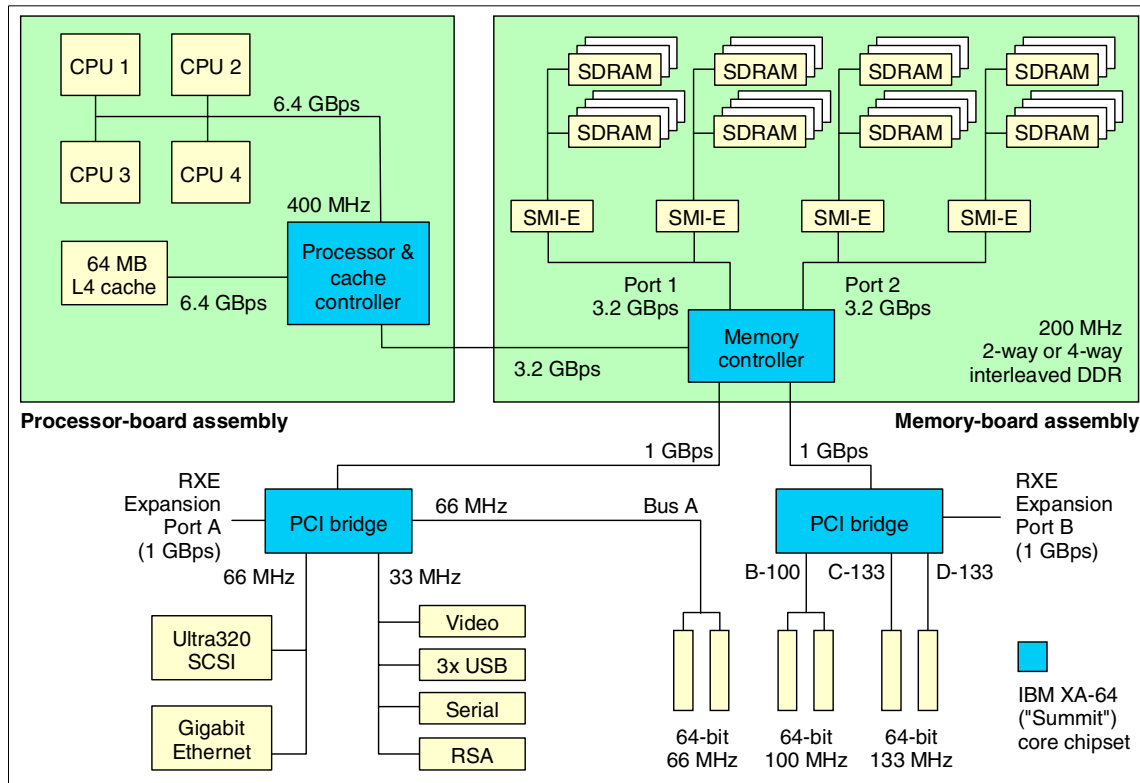 CPU 1
CPU 2
6.4 GBps
CPU 3
CPU 4
400 MHz
Processor &
cache
controller
64 MB
L4 cache
6.4 GBps
3.2 GBps
Processor-board assembly
SDRAM
SDRAM
SDRAM
SDRAM
SDRAM
SDRAM
SDRAM
SDRAM
SMI-E
SMI-E
SMI-E
SMI-E
Port 1
3.2 GBps
Port 2
3.2 GBps
Memory
controller
200 MHz
2-way or 4-way
interleaved DDR
Memory-board assembly
1 GBps
1 GBps
RXE
Expansion
Port A
(1 GBps)
PCI bridge
66 MHz
Bus A
66 MHz
33 MHz
PCI bridge
RXE
Expansion
Port B
(1 GBps)
B-100
C-133
D-133
Ultra320
SCSI
Gigabit
Ethernet
Video
3x USB
Serial
RSA
64-bit
66 MHz
64-bit
100 MHz
64-bit
133 MHz
IBM XA-64
("Summit")
core chipset